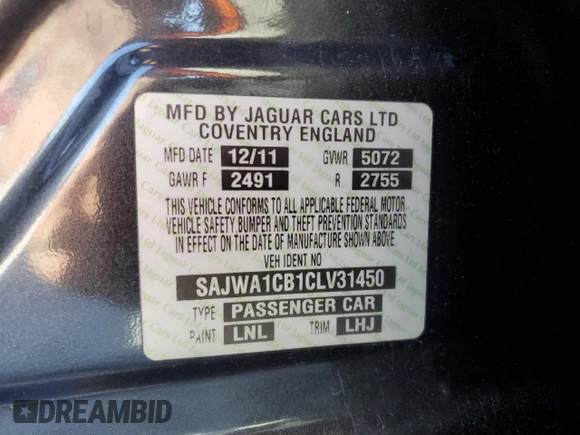 MFD BY JAGUAR CARS LTD
COVENTRY ENGLAND
MFD DATE 12/11 GVWR 5072
GAWR F 2491 R 2755
THIS VEHICLE CONFORMS TO ALL APPLICABLE FEDERAL MOTOR
VEHICLE SAFETY, BUMPER AND THEFT PREVENTION STANDARDS
IN EFFECT ON THE DATE OF MANUFACTURE SHOWN ABOVE
VEH IDENT NO
SAJWA1CB1CLV31450
TYPE PASSENGER CAR
PAINT LNL TRIM LHJ
DREAMBID